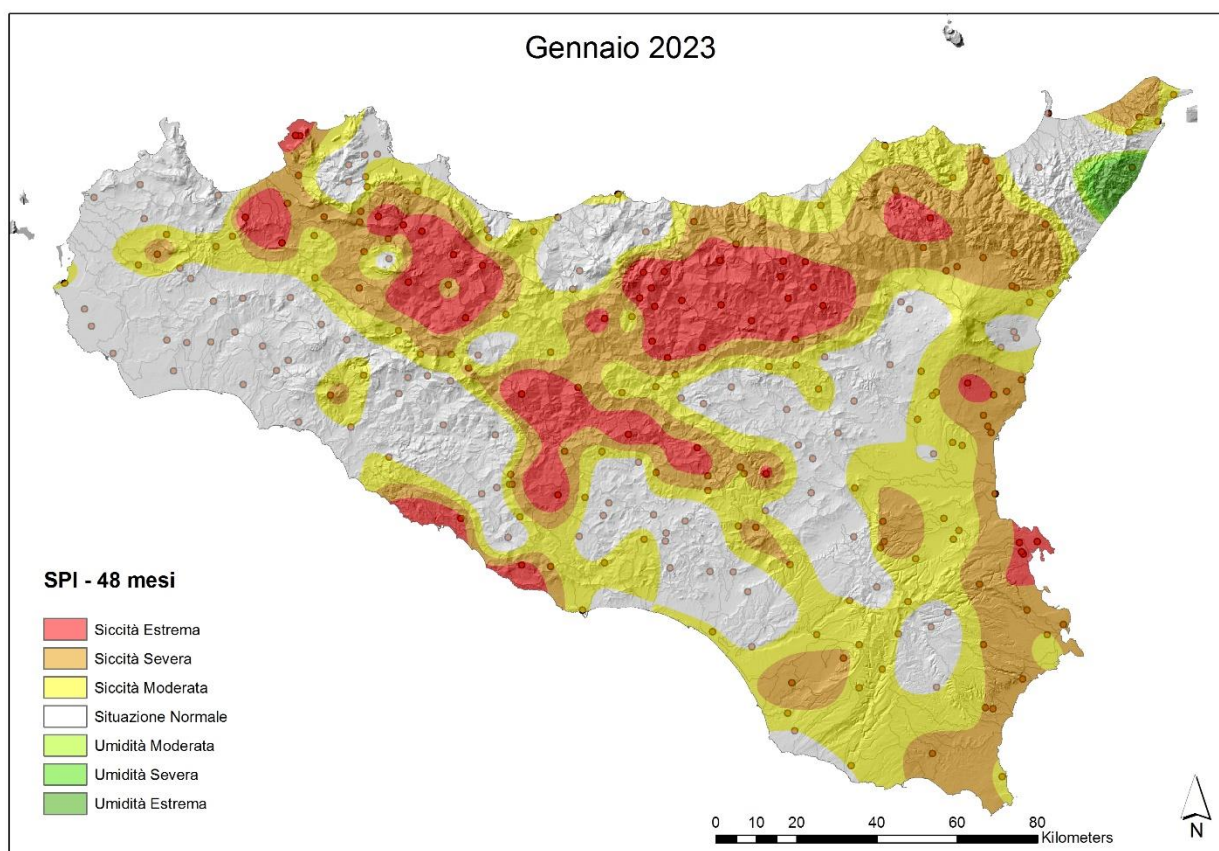 Gennaio 2023
SPI - 48 mesi
Siccità Estrema
Siccità Severa
Siccità Moderata
Situazione Normale
Umidità Moderata
Umidità Severa
Umidità Estrema
0 10 20 40 60 80
Kilometers
N